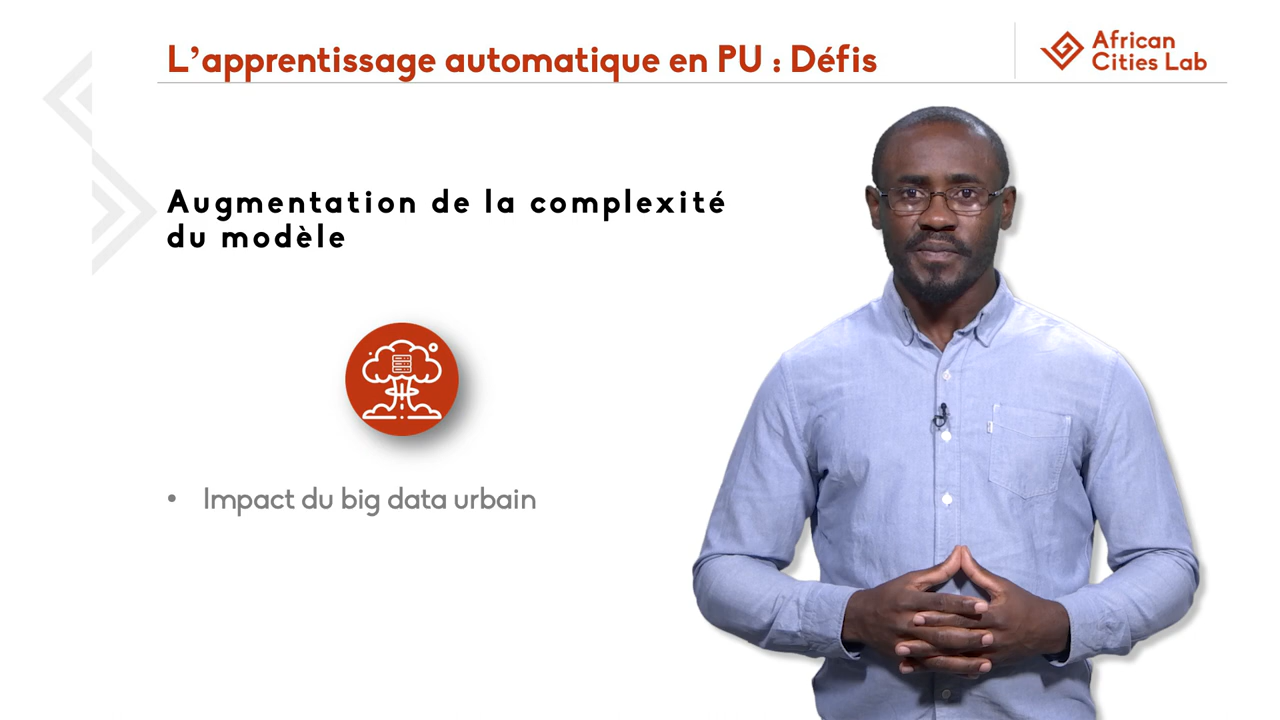 L’apprentissage automatique en PU : Défis
African
Cities Lab
Augmentation de la complexité
du modèle
• Impact du big data urbain